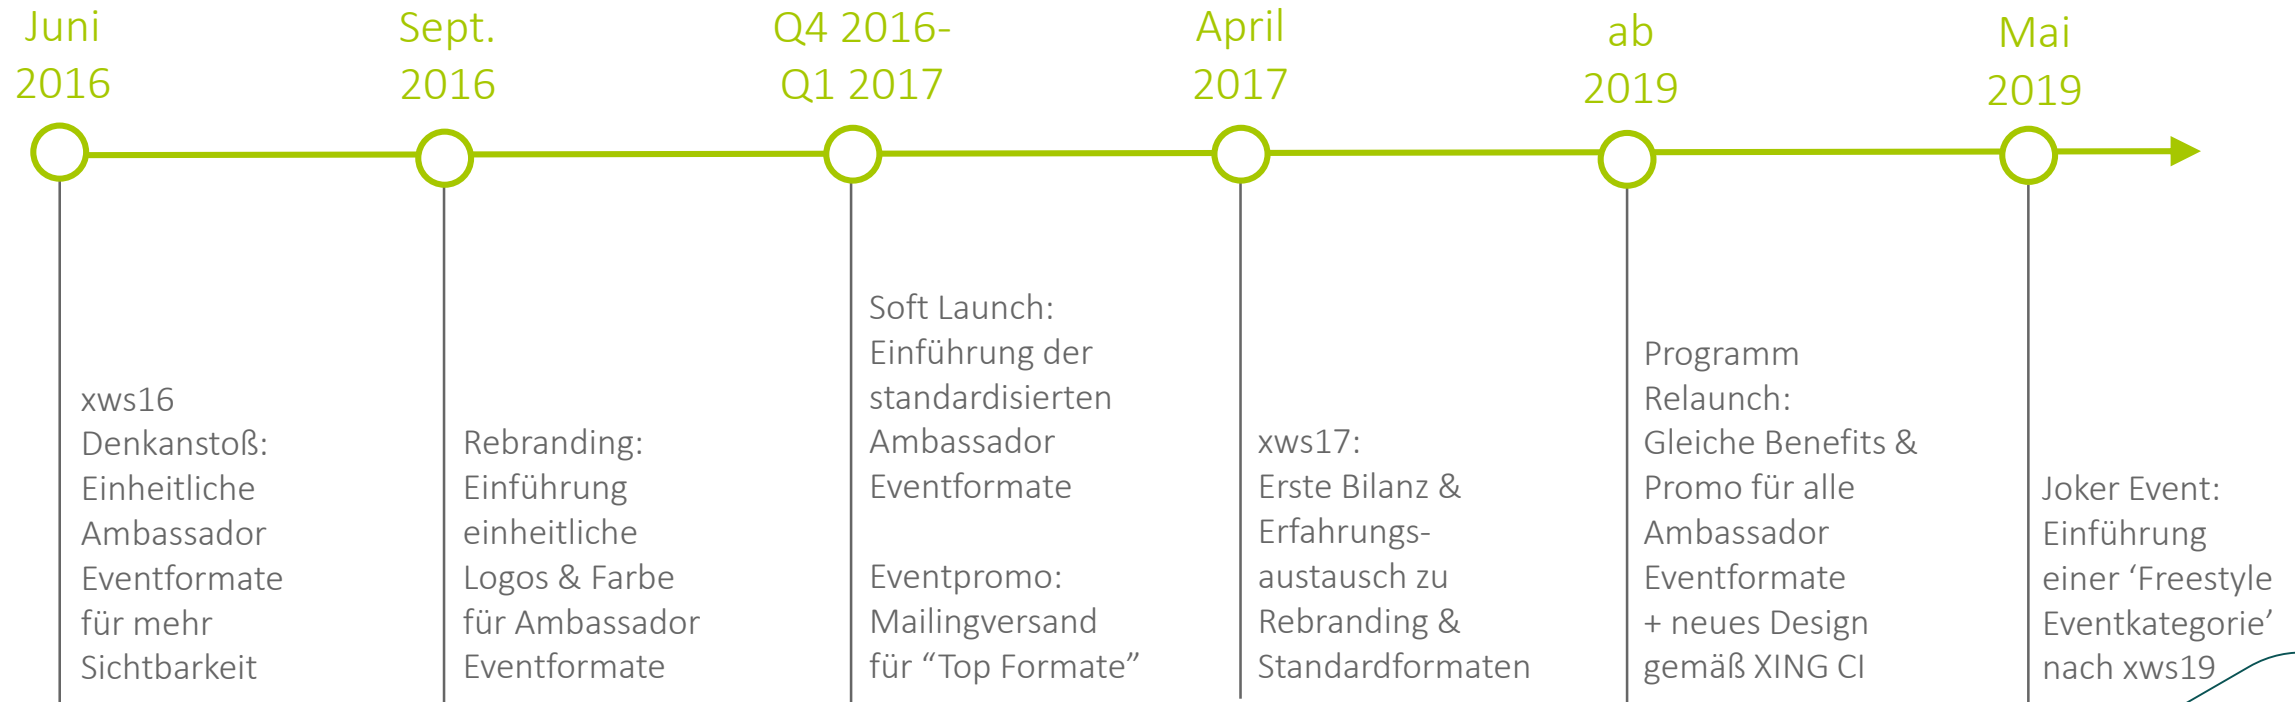 Juni
2016
Sept.
2016
Q4 2016-
Q1 2017
April
2017
ab
2019
Mai
2019
xws16
Denkanstoß:
Einheitliche
Ambassador
Eventformate
für mehr
Sichtbarkeit
Rebranding:
Einführung
einheitliche
Logos & Farbe
für Ambassador
Eventformate
Soft Launch:
Einführung der
standardisierten
Ambassador
Eventformate
Eventpromo:
Mailingversand
für “Top Formate”
xws17:
Erste Bilanz &
Erfahrungs-
austausch zu
Rebranding &
Standardformaten
Programm
Relaunch:
Gleiche Benefits &
Promo für alle
Ambassador
Eventformate
+ neues Design
gemäß XING CI
Joker Event:
Einführung
einer ‘Freestyle
Eventkategorie’
nach xws19